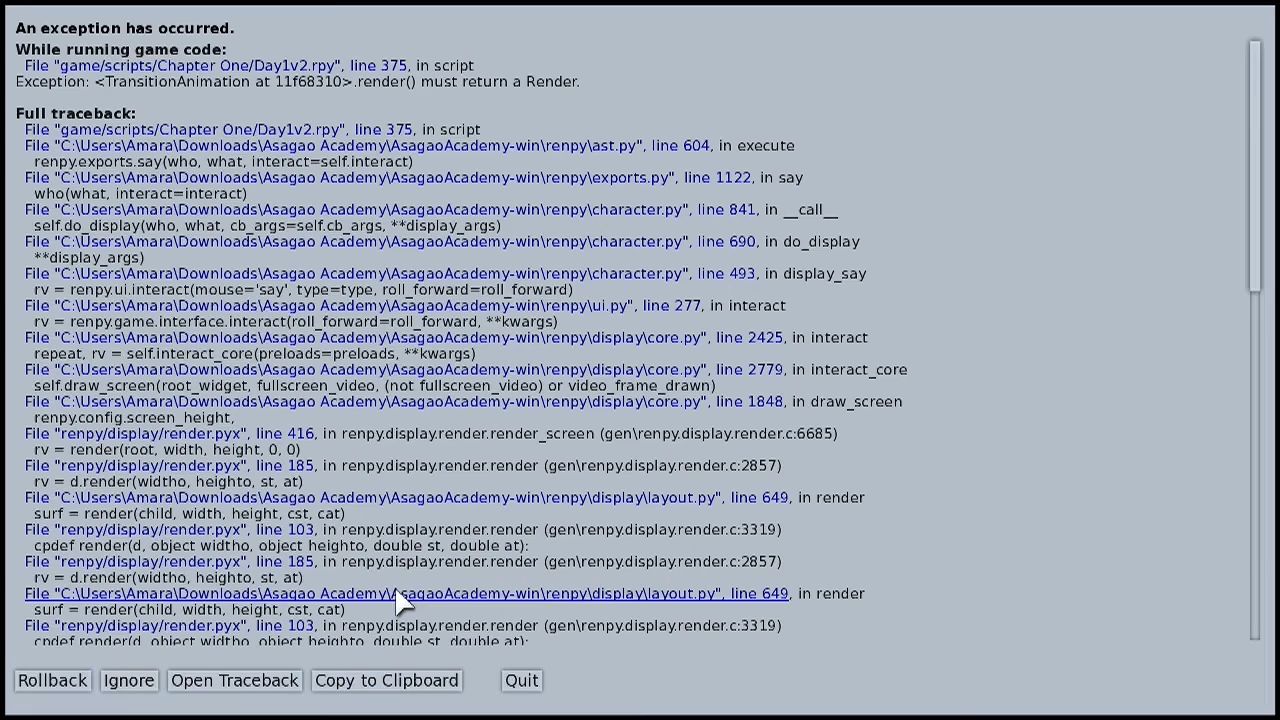 An exception has occurred.
While running game code:
File "game/scripts/Chapter One/Day1v2.rpy", line 375, in script
Exception: <TransitionAnimation at 11f68310>.render() must return a Render.
Full traceback:
File "game/scripts/Chapter One/Day1v2.rpy", line 375, in script
File "C:\Users\Amara\Downloads\Asagao Academy\AsagaoAcademy-win\renpy\ast.py", line 604, in execute
renpy.exports.say(who, what, interact=self.interact)
File "C:\Users\Amara\Downloads\Asagao Academy\AsagaoAcademy-win\renpy\exports.py", line 1122, in say
who(what, interact=interact)
File "C:\Users\Amara\Downloads\Asagao Academy\AsagaoAcademy-win\renpy\character.py", line 841, in __call__
self.do_display(who, what, cb_args=self.cb_args, **display_args)
File "C:\Users\Amara\Downloads\Asagao Academy\AsagaoAcademy-win\renpy\character.py", line 690, in do_display
**display_args)
File "C:\Users\Amara\Downloads\Asagao Academy\AsagaoAcademy-win\renpy\character.py", line 493, in display_say
rv = renpy.ui.interact(mouse='say', type=type, roll_forward=roll_forward)
File "C:\Users\Amara\Downloads\Asagao Academy\AsagaoAcademy-win\renpy\ui.py", line 277, in interact
rv = renpy.game.interface.interact(roll_forward=roll_forward, **kwargs)
File "C:\Users\Amara\Downloads\Asagao Academy\AsagaoAcademy-win\renpy\display\core.py", line 2425, in interact
repeat, rv = self.interact_core(preloads=preloads, **kwargs)
File "C:\Users\Amara\Downloads\Asagao Academy\AsagaoAcademy-win\renpy\display\core.py", line 2779, in interact_core
self.draw_screen(root_widget, fullscreen_video, (not fullscreen_video) or video_frame_drawn)
File "C:\Users\Amara\Downloads\Asagao Academy\AsagaoAcademy-win\renpy\display\core.py", line 1848, in draw_screen
renpy.config.screen_height,
File "renpy/display/render.pyx", line 416, in renpy.display.render.render_screen (gen\renpy.display.render.c:6685)
rv = render(root, width, height, 0, 0)
File "renpy/display/render.pyx", line 185, in renpy.display.render.render (gen\renpy.display.render.c:2857)
rv = d.render(widtho, heighto, st, at)
File "C:\Users\Amara\Downloads\Asagao Academy\AsagaoAcademy-win\renpy\display\layout.py", line 649, in render
surf = render(child, width, height, cst, cat)
File "renpy/display/render.pyx", line 103, in renpy.display.render.render (gen\renpy.display.render.c:3319)
cpdef render(d, object widtho, object heighto, double st, double at):
File "renpy/display/render.pyx", line 185, in renpy.display.render.render (gen\renpy.display.render.c:2857)
rv = d.render(widtho, heighto, st, at)
File "C:\Users\Amara\Downloads\Asagao Academy\AsagaoAcademy-win\renpy\display\layout.py", line 649, in render
surf = render(child, width, height, cst, cat)
File "renpy/display/render.pyx", line 103, in renpy.display.render.render (gen\renpy.display.render.c:3319)
cpdef render(d, object widtho, object heighto, double st, double at):
Rollback Ignore Open Traceback Copy to Clipboard Quit